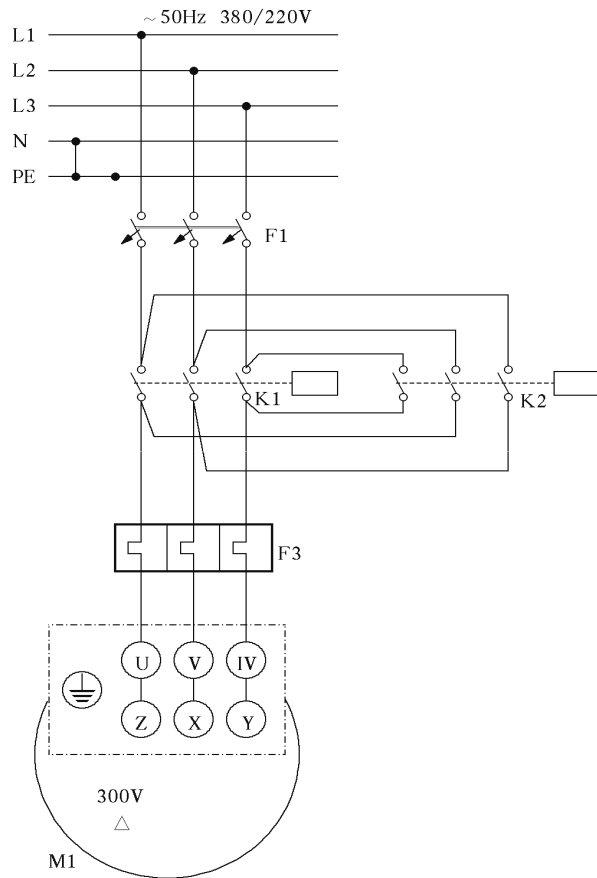 ~50Hz 380/220V
L1
L2
L3
N
PE
F1
K1
K2
F3
U V IV
Z X Y
300V
△
M1